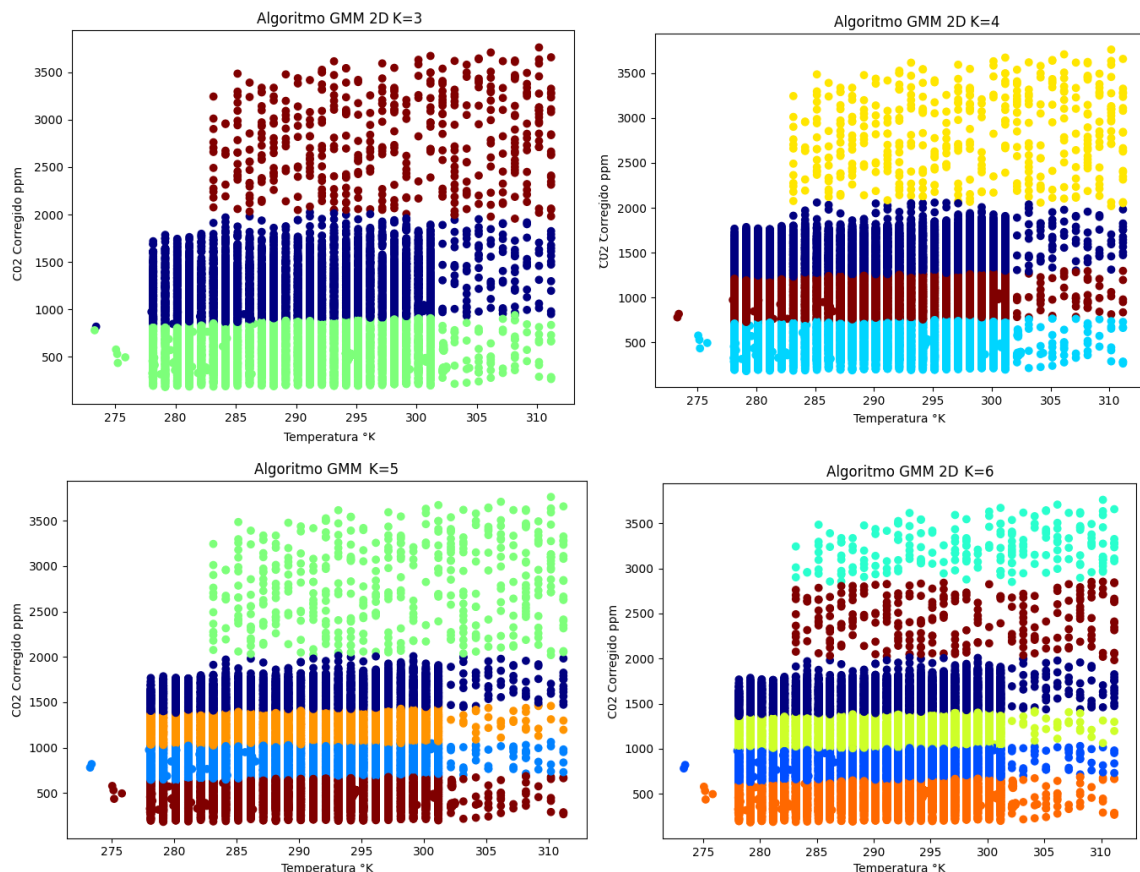 Algoritmo GMM 2D K=3
3500
3000
2500
2000
1500
1000
500
C02 Corregido ppm
275 280 285 290 295 300 305 310
Temperatura °K
Algoritmo GMM 2D K=4
3500
3000
2500
2000
1500
1000
500
C02 Corregido ppm
275 280 285 290 295 300 305 310
Temperatura °K
Algoritmo GMM K=5
3500
3000
2500
2000
1500
1000
500
C02 Corregido ppm
275 280 285 290 295 300 305 310
Temperatura °K
Algoritmo GMM 2D K=6
3500
3000
2500
2000
1500
1000
500
C02 Corregido ppm
275 280 285 290 295 300 305 310
Temperatura °K